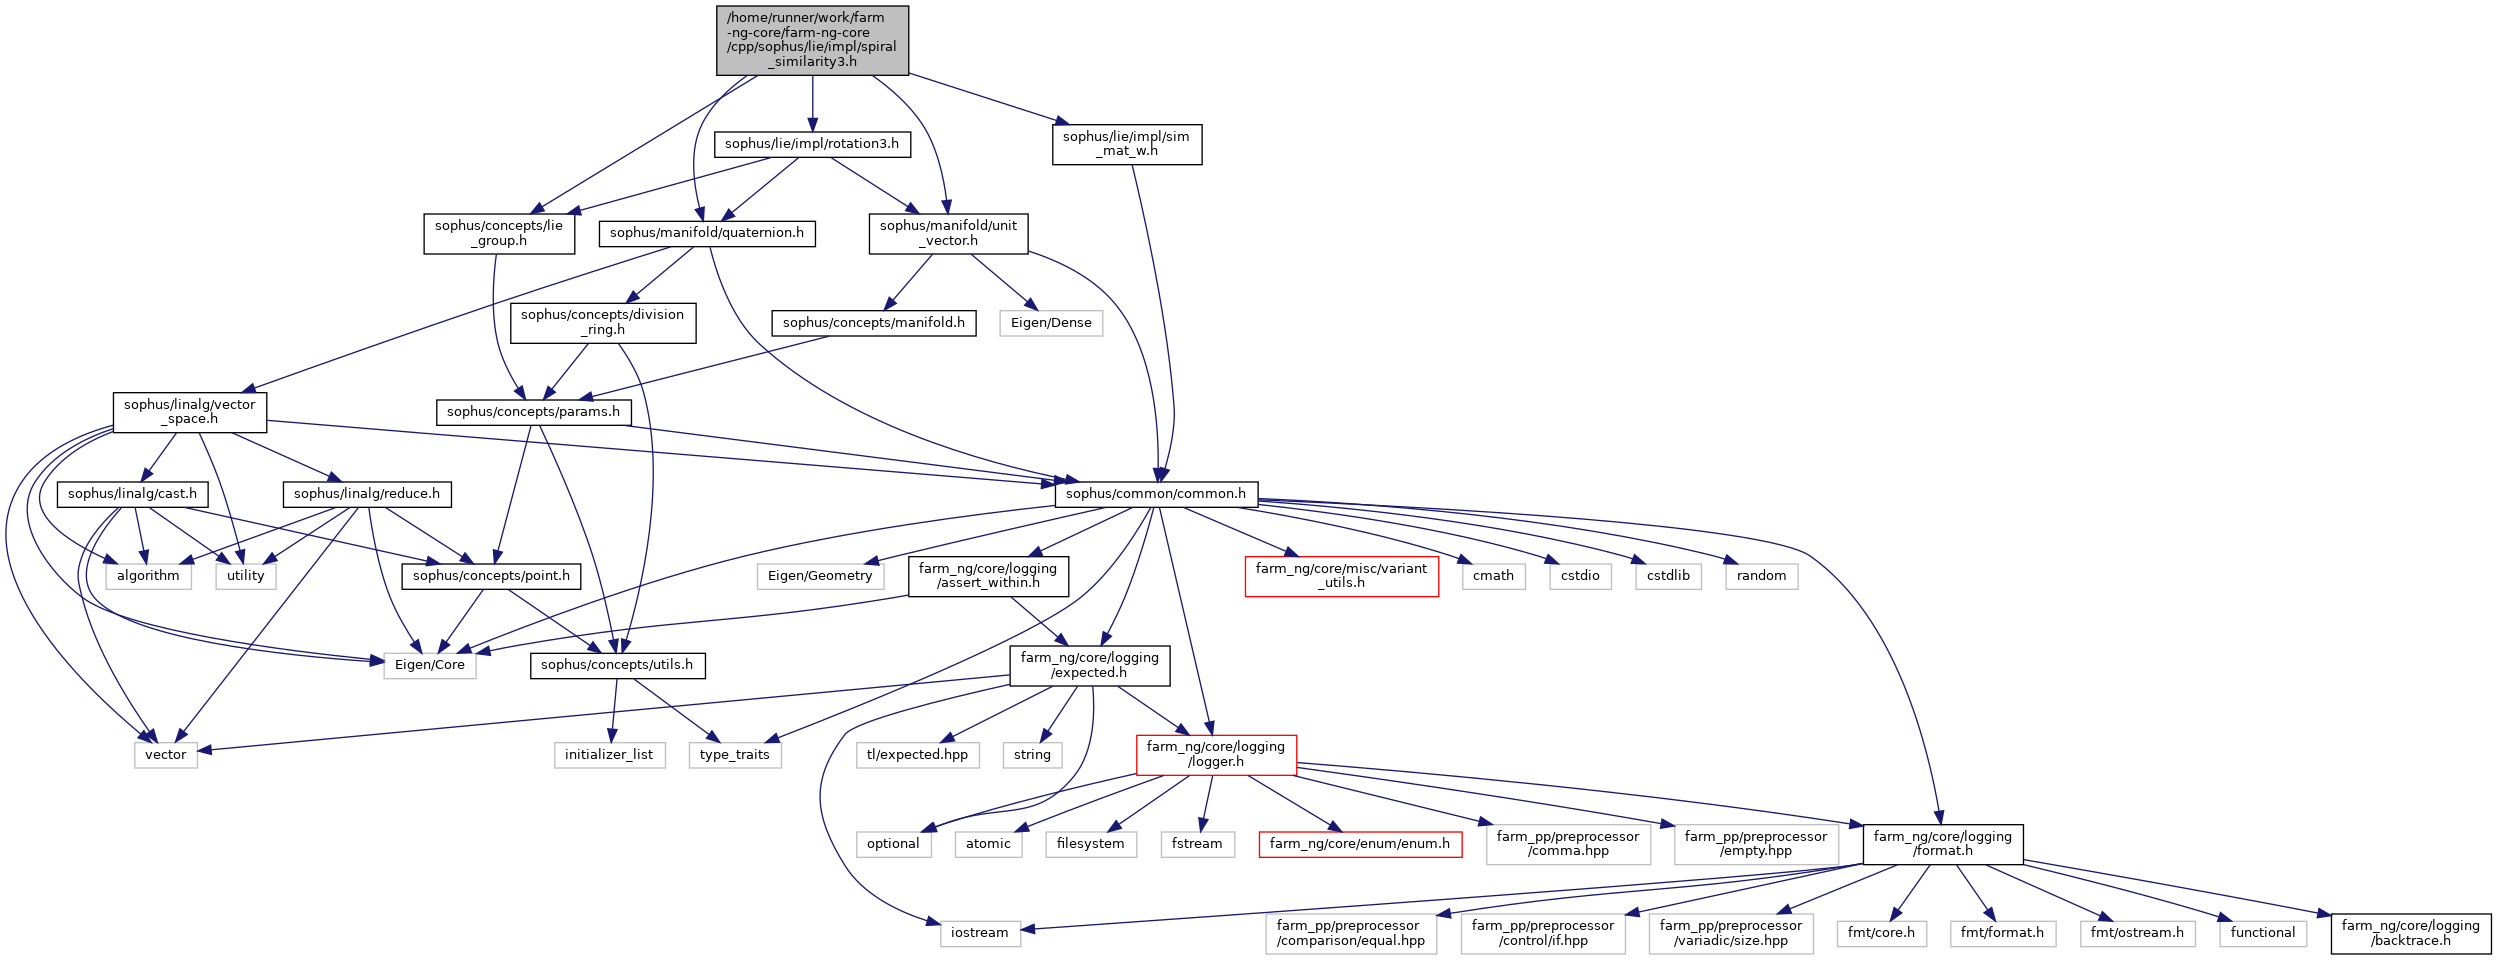 /home/runner/work/farm
-ng-core/farm-ng-core
/cpp/sophus/lie/impl/spiral
_similarity3.h
sophus/lie/impl/rotation3.h
sophus/lie/impl/sim
_mat_w.h
sophus/concepts/lie
_group.h
sophus/manifold/quaternion.h
sophus/manifold/unit
_vector.h
sophus/concepts/division
_ring.h
sophus/concepts/manifold.h
Eigen/Dense
sophus/linalg/vector
_space.h
sophus/concepts/params.h
sophus/linalg/cast.h
sophus/linalg/reduce.h
sophus/common/common.h
algorithm
utility
sophus/concepts/point.h
Eigen/Geometry
farm_ng/core/logging
/assert_within.h
farm_ng/core/misc/variant
_utils.h
cmath
cstdio
cstdlib
random
Eigen/Core
sophus/concepts/utils.h
farm_ng/core/logging
/expected.h
vector
initializer_list
type_traits
tl/expected.hpp
string
farm_ng/core/logging
/logger.h
optional
atomic
filesystem
fstream
farm_ng/core/enum/enum.h
farm_pp/preprocessor
/comma.hpp
farm_pp/preprocessor
/empty.hpp
farm_ng/core/logging
/format.h
iostream
farm_pp/preprocessor
/comparison/equal.hpp
farm_pp/preprocessor
/control/if.hpp
farm_pp/preprocessor
/variadic/size.hpp
fmt/core.h
fmt/format.h
fmt/ostream.h
functional
farm_ng/core/logging
/backtrace.h